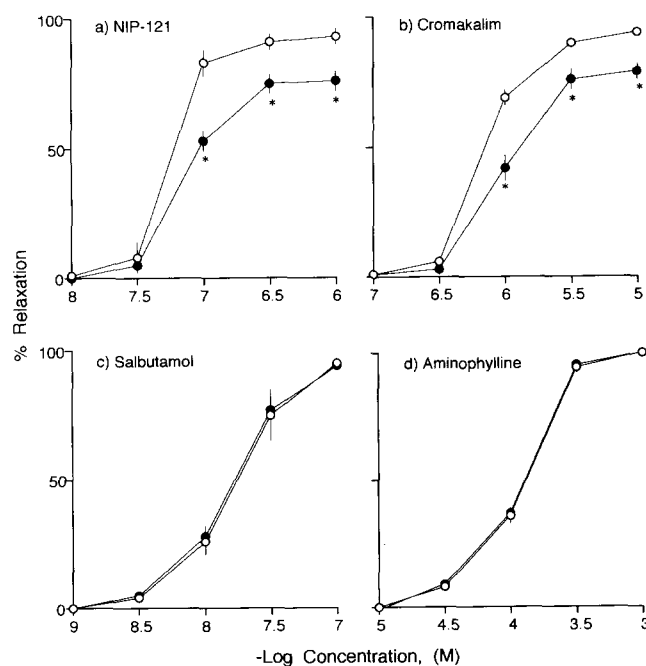 a) NIP-121
b) Cromakalim
100
50
0
8 7.5 7 6.5 6
7 6.5 6 5.5 5
* * *
* * *
% Relaxation
c) Salbutamol
d) Aminophylline
100
50
0
9 8.5 8 7.5 7
5 4.5 4 3.5 3
-Log Concentration, (M)